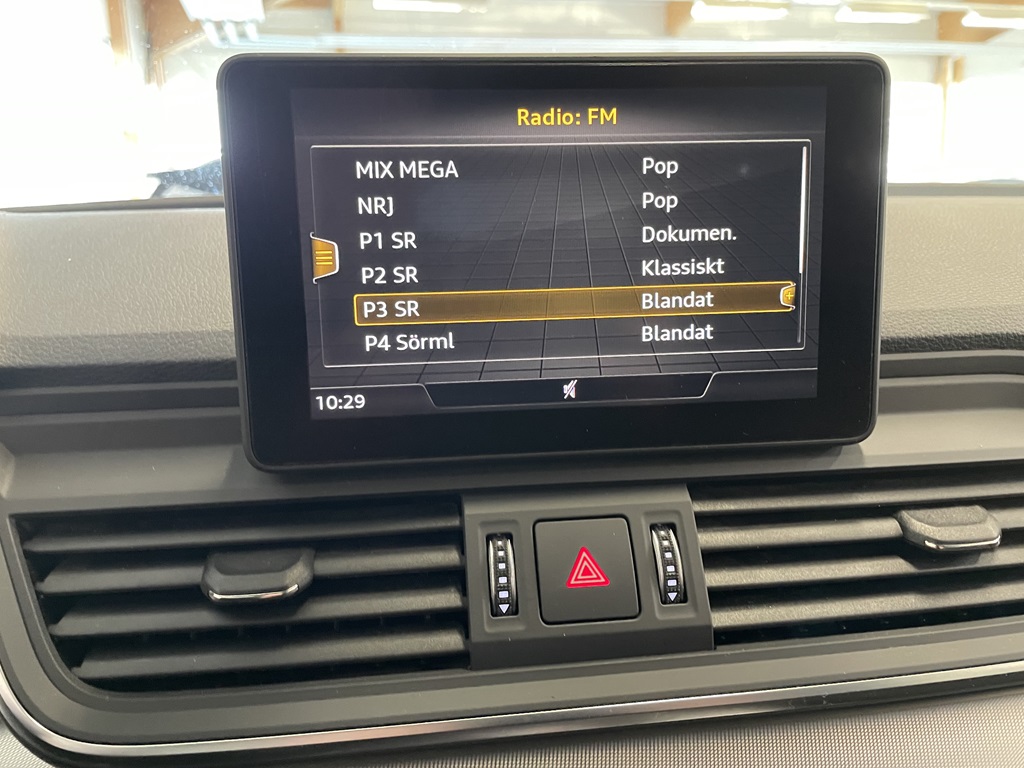 Radio: FM
MIX MEGA Pop
NRJ Pop
P1 SR Dokumen.
P2 SR Klassiskt
P3 SR Blandat
P4 Sörml Blandat
10:29